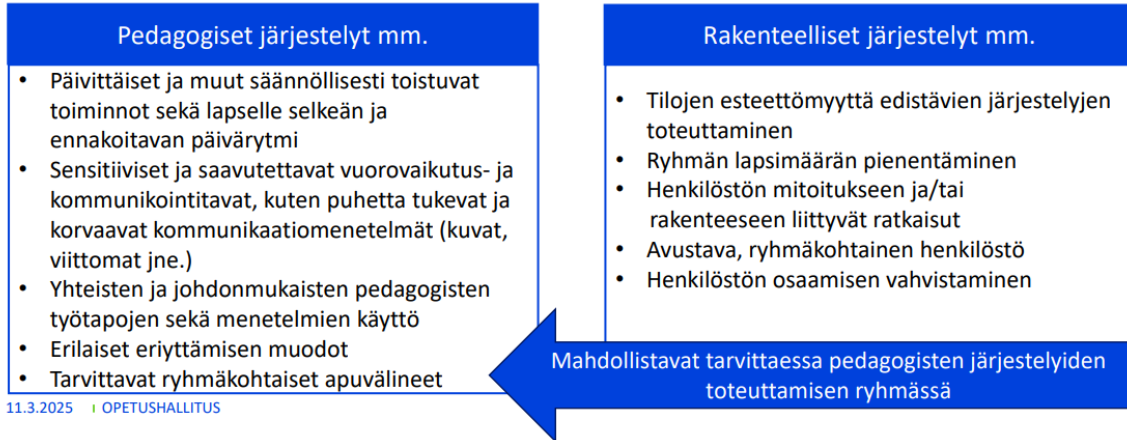 Pedagogiset järjestelyt mm.
• Päivittäiset ja muut säännöllisesti toistuvat
toiminnot sekä lapselle selkeän ja
ennakoitavan päivärytmi
• Sensitiiviset ja saavutettavat vuorovaikutus- ja
kommunikointitavat, kuten puhetta tukevat ja
korvaavat kommunikaatiomenetelmät (kuvat,
viittomat jne.)
• Yhteisten ja johdonmukaisten pedagogisten
työtapojen sekä menetelmien käyttö
• Erilaiset eriyttämisen muodot
• Tarvittavat ryhmäkohtaiset apuvälineet
Rakenteelliset järjestelyt mm.
• Tilojen esteettömyyttä edistävien järjestelyjen
toteuttaminen
• Ryhmän lapsimäärän pienentäminen
• Henkilöstön mitoitukseen ja/tai
rakenteeseen liittyvät ratkaisut
• Avustava, ryhmäkohtainen henkilöstö
• Henkilöstön osaamisen vahvistaminen
Mahdollistavat tarvittaessa pedagogisten järjestelyiden
toteuttamisen ryhmässä
11.3.2025 I OPETUSHALLITUS